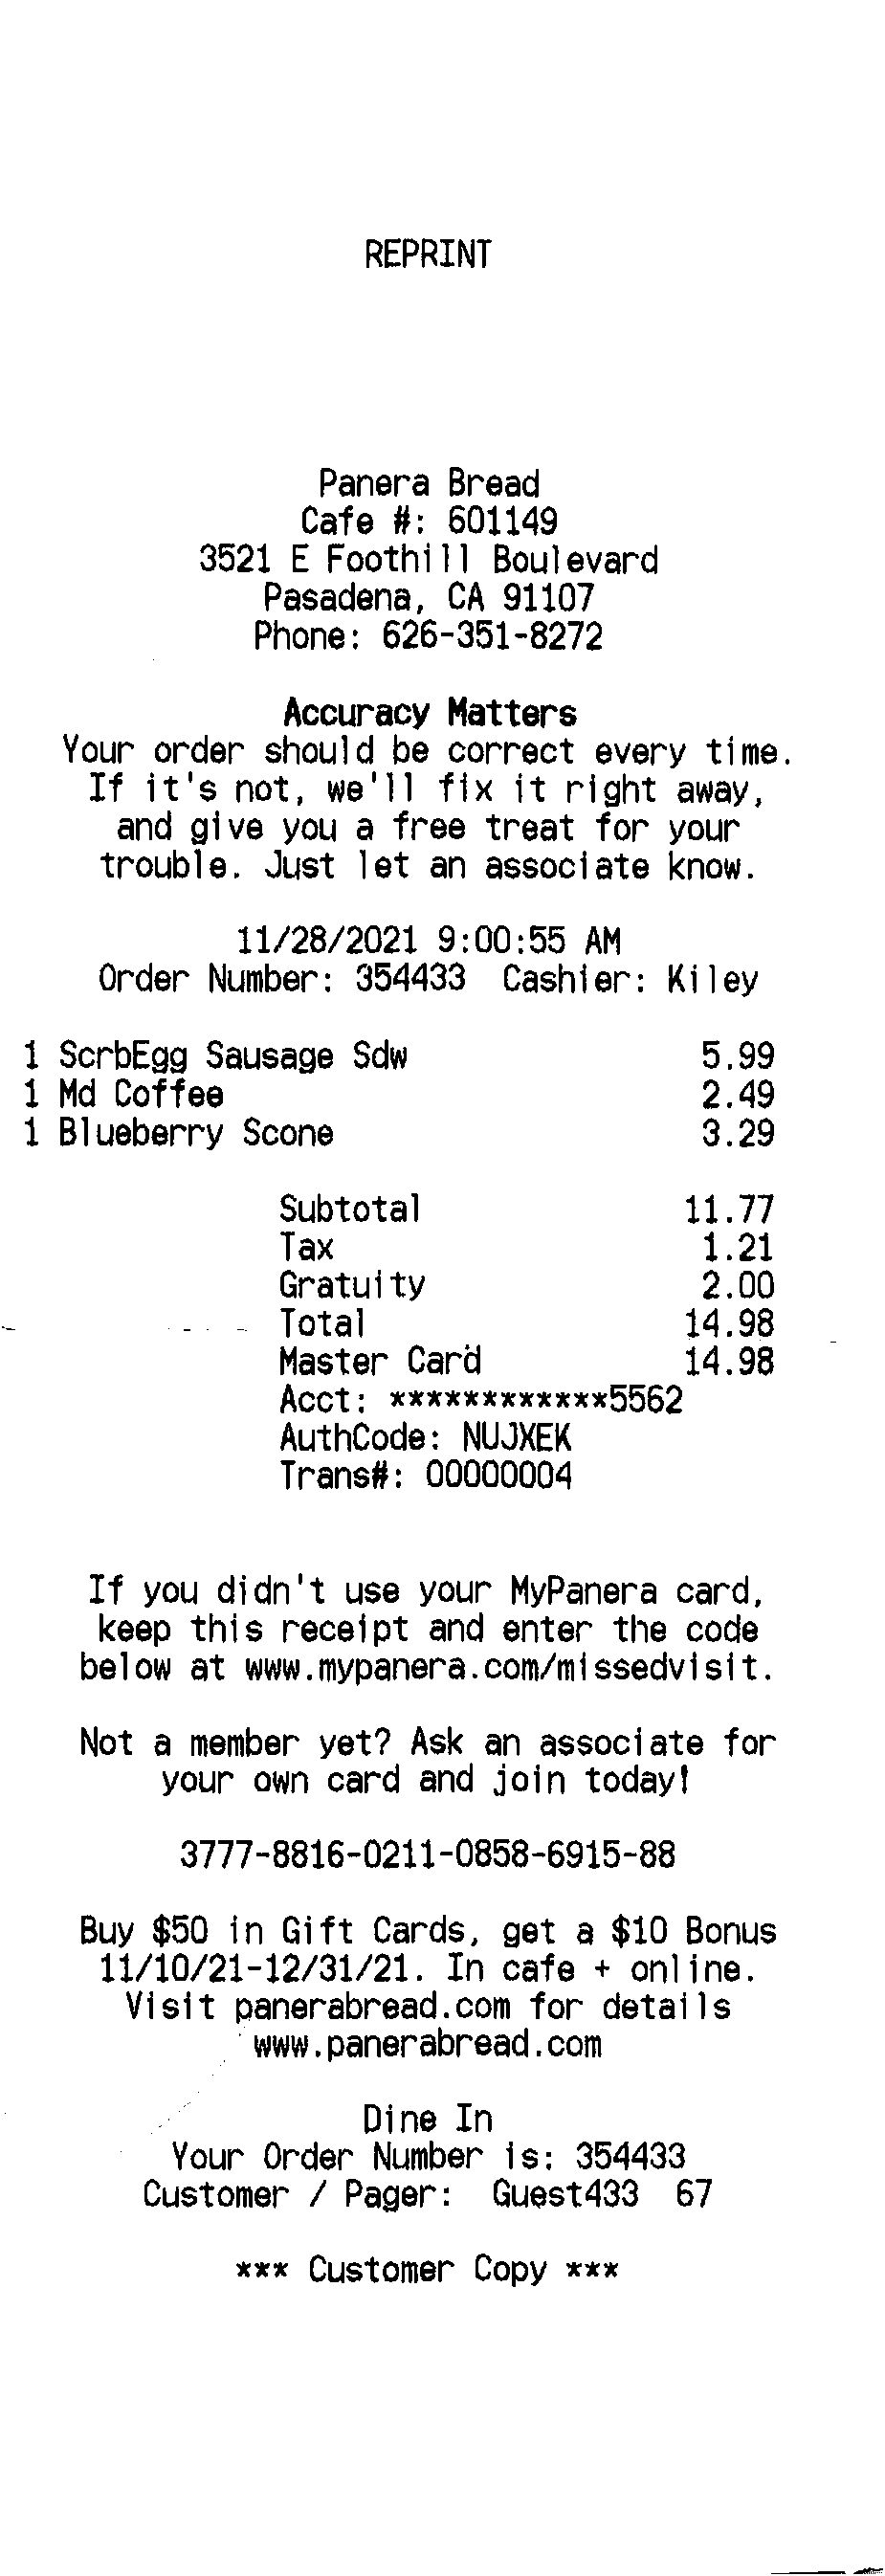 REPRINT
Panera Bread
Cafe #: 601149
3521 E Foothill Boulevard
Pasadena, CA 91107
Phone: 626-351-8272
Accuracy Matters
Your order should be correct every time.
If it's not, we'll fix it right away,
and give you a free treat for your
trouble. Just let an associate know.
11/28/2021 9:00:55 AM
Order Number: 354433 Cashier: Kiley
1 ScrbEgg Sausage Sdw 5.99
1 Md Coffee 2.49
1 Blueberry Scone 3.29
Subtotal 11.77
Tax 1.21
Gratuity 2.00
Total 14.98
Master Card 14.98
Acct: ************5562
AuthCode: NUJXEK
Trans#: 00000004
If you didn't use your MyPanera card,
keep this receipt and enter the code
below at www.mypanera.com/missedvisit.
Not a member yet? Ask an associate for
your own card and join today!
3777-8816-0211-0858-6915-88
Buy $50 in Gift Cards, get a $10 Bonus
11/10/21-12/31/21. In cafe + online.
Visit panerabread.com for details
www.panerabread.com
Dine In
Your Order Number is: 354433
Customer / Pager: Guest433 67
*** Customer Copy ***